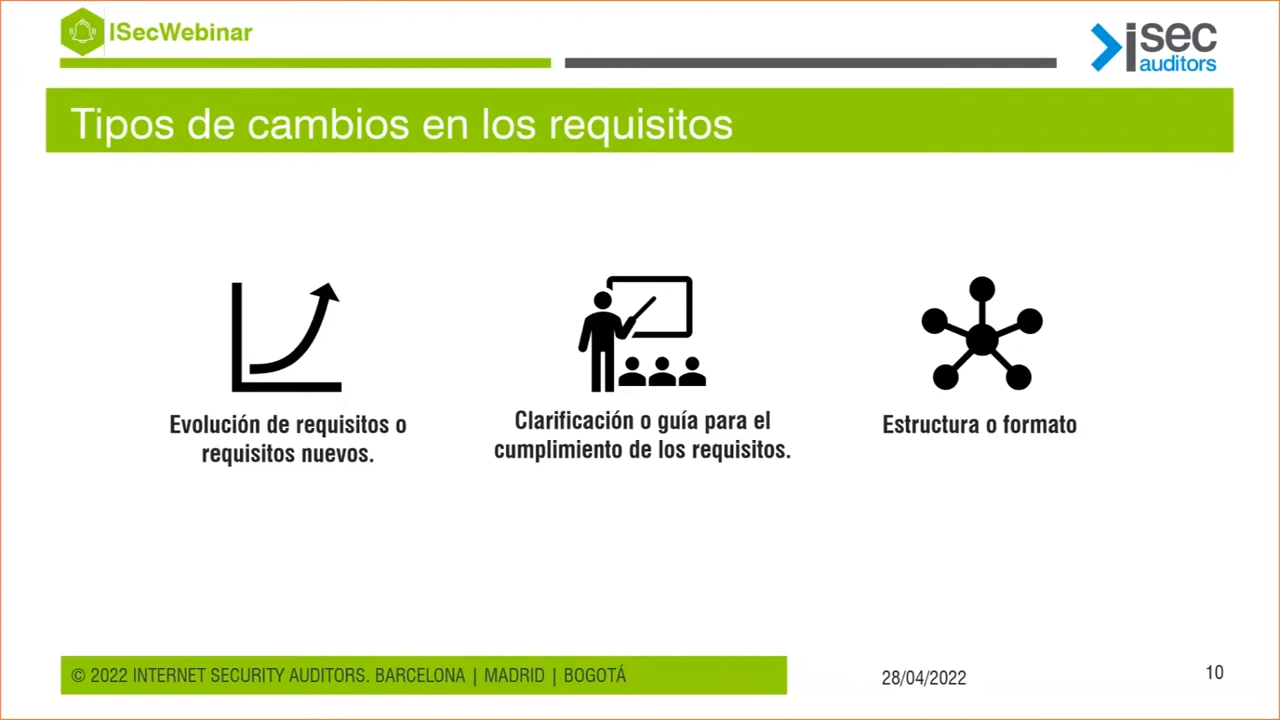 ISecWebinar
isec
auditors
Tipos de cambios en los requisitos
Evolución de requisitos o
requisitos nuevos.
Clarificación o guía para el
cumplimiento de los requisitos.
Estructura o formato
© 2022 INTERNET SECURITY AUDITORS. BARCELONA | MADRID | BOGOTÁ
28/04/2022
10